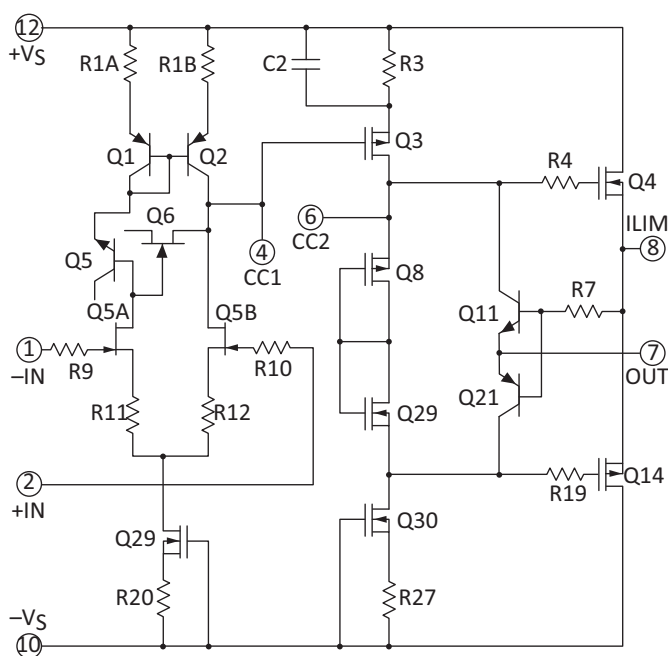 12
+VS
R1A
R1B
C2
R3
Q1
Q2
Q3
R4
Q4
Q6
6
CC2
ILIM
8
4
CC1
Q5
Q8
Q5A
Q5B
Q11
R7
1
–IN
R9
R10
7
OUT
R11
R12
Q29
Q21
2
+IN
R19
Q14
Q29
Q30
R20
R27
–VS
10